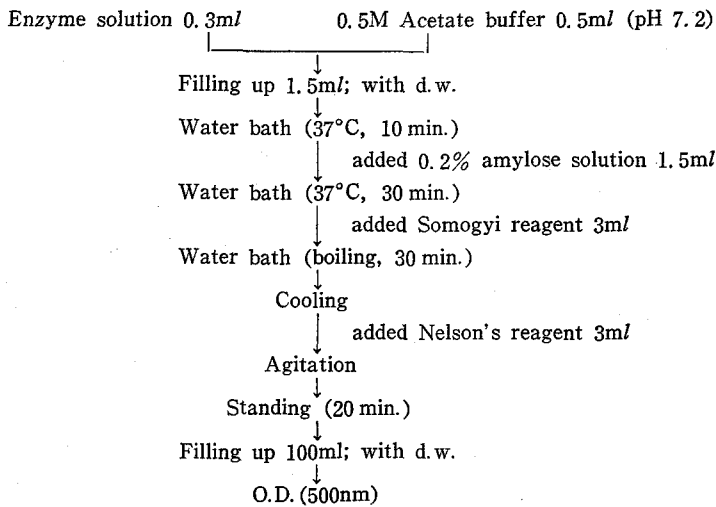 Enzyme solution 0.3ml 0.5M Acetate buffer 0.5ml (pH 7.2)
Filling up 1.5ml; with d.w.
Water bath (37°C, 10 min.)
added 0.2% amylose solution 1.5ml
Water bath (37°C, 30 min.)
added Somogyi reagent 3ml
Water bath (boiling, 30 min.)
Cooling
added Nelson's reagent 3ml
Agitation
Standing (20 min.)
Filling up 100ml; with d.w.
O.D. (500nm)